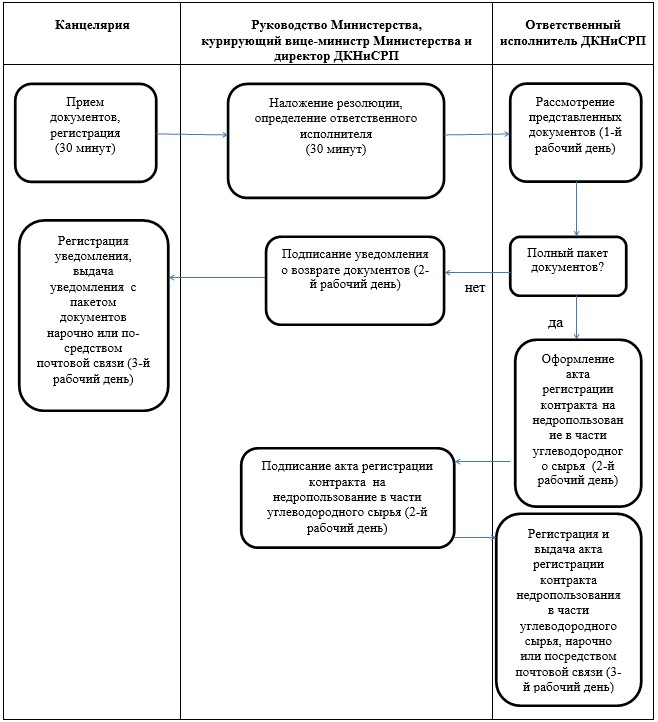 Канцелярия
Руководство Министерства,
курирующий вице-министр Министерства и
директор ДКНиСРП
Ответственный
исполнитель ДКНиСРП
Прием
документов,
регистрация
(30 минут)
Наложение резолюции,
определение ответственного
исполнителя
(30 минут)
Рассмотрение
представленных
документов (1-й
рабочий день)
Регистрация
уведомления,
выдача
уведомления с
пакетом
документов
нарочно или по-
средством
почтовой связи (3-й
рабочий день)
Подписание уведомления
о возврате документов (2-
й рабочий день)
Полный пакет
документов?
нет
да
Оформление
акта
регистрации
контракта на
недропользован
ие в части
углеводородног
о сырья (2-й
рабочий день)
Подписание акта регистрации
контракта на
недропользование в части
углеводородного сырья (2-й
рабочий день)
Регистрация и
выдача акта
регистрации
контракта
недропользования
в части
углеводородного
сырья, нарочно
или посредством
почтовой связи (3-
й рабочий день)